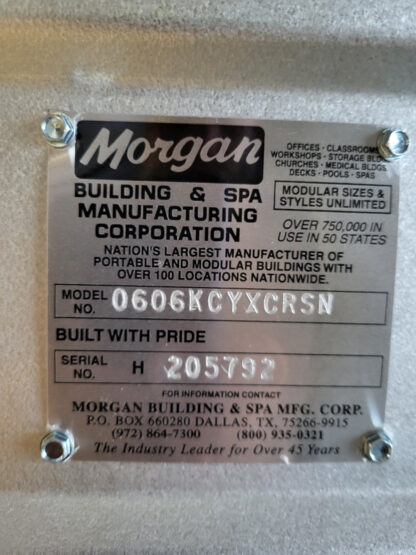 Morgan
OFFICES · CLASSROOMS
WORKSHOPS · STORAGE BLDG
CHURCHES · MEDICAL BLDGS
DECKS · POOLS · SPAS
BUILDING & SPA
MANUFACTURING
CORPORATION
MODULAR SIZES &
STYLES UNLIMITED
OVER 750,000 IN
USE IN 50 STATES
NATION'S LARGEST MANUFACTURER OF
PORTABLE AND MODULAR BUILDINGS WITH
OVER 100 LOCATIONS NATIONWIDE.
MODEL NO. 0606KCYXCRSN
BUILT WITH PRIDE
SERIAL NO. H 205792
FOR INFORMATION CONTACT
MORGAN BUILDING & SPA MFG. CORP.
P.O. BOX 660280 DALLAS, TX, 75266-9915
(972) 864-7300 (800) 935-0321
The Industry Leader for Over 45 Years